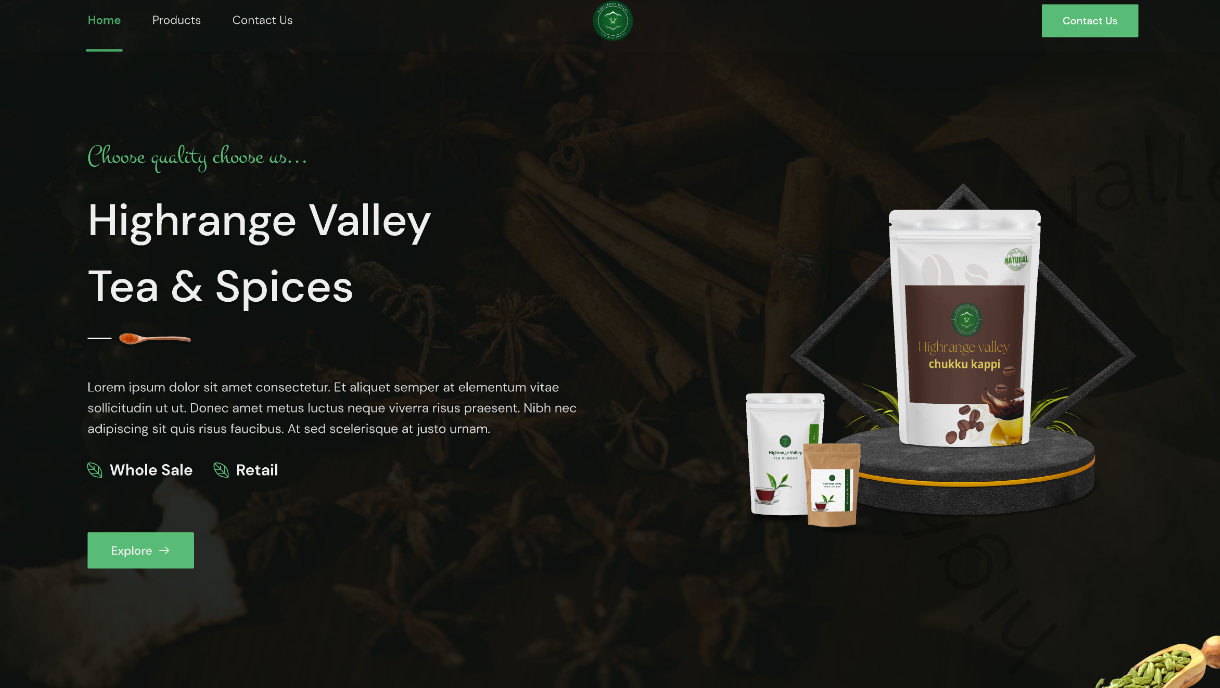 Home Products Contact Us
Contact Us
Choose quality choose us...
Highrange Valley
Tea & Spices
Lorem ipsum dolor sit amet consectetur. Et aliquet semper at elementum vitae
sollicitudin ut ut. Donec amet metus luctus neque viverra risus praesent. Nibh nec
adipiscing sit quis risus faucibus. At sed scelerisque at justo urnam.
Whole Sale Retail
Explore
NATURAL
Highrange valley
chukku kappi
Highrange Valley
TEA POWDER
valle